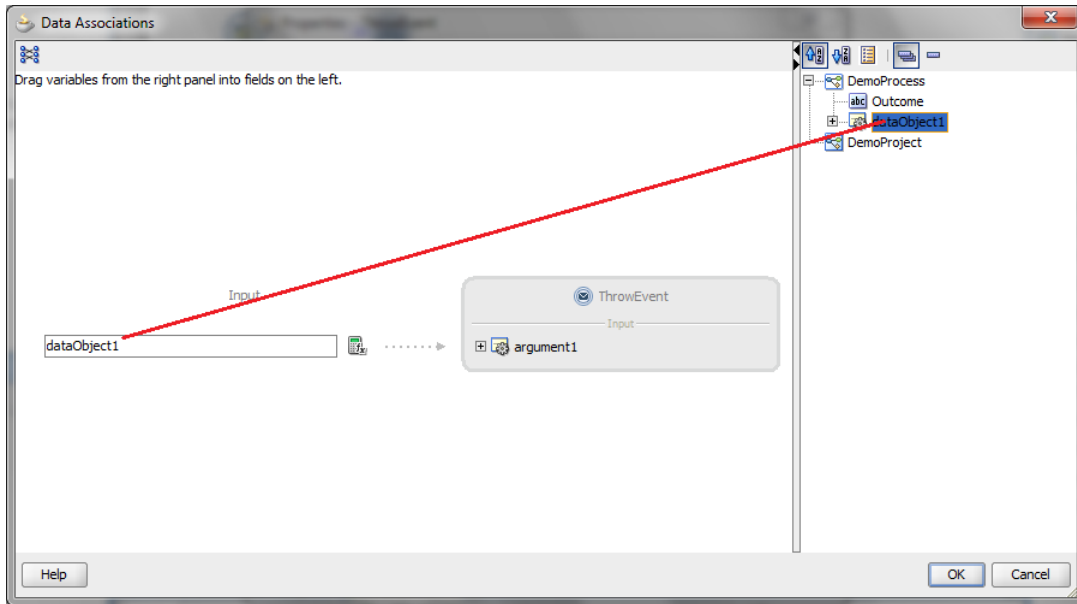 Data Associations
Drag variables from the right panel into fields on the left.
DemoProcess
abc Outcome
dataObject1
DemoProject
Input
ThrowEvent
Input
dataObject1
fx
argument1
Help
OK
Cancel